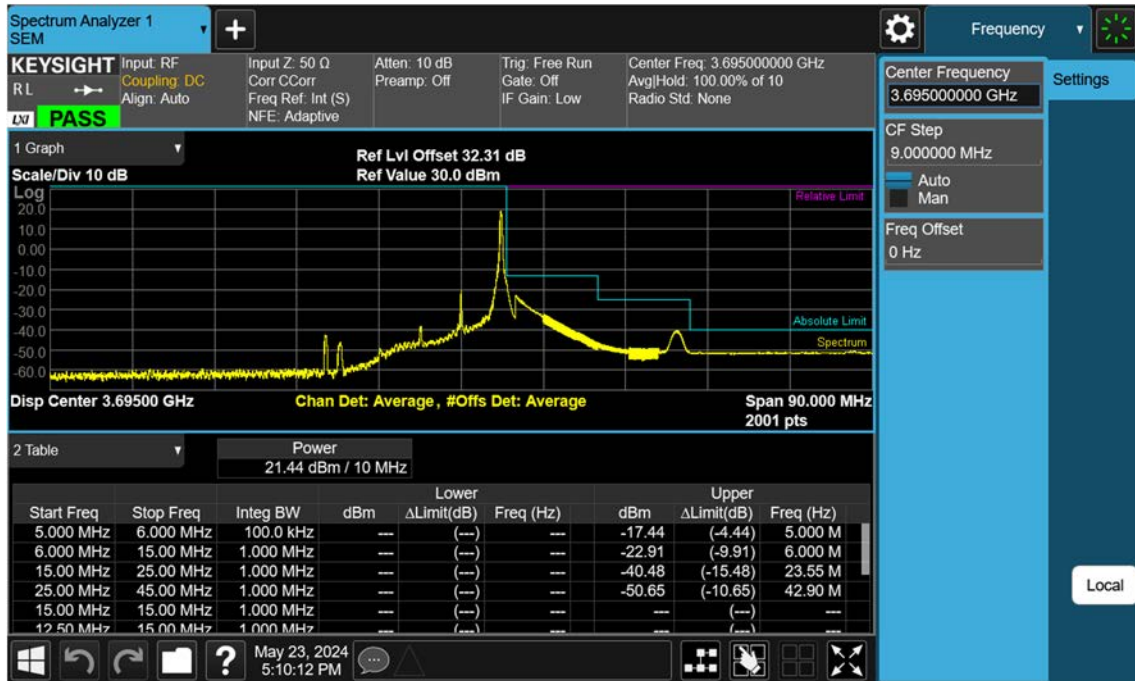 Spectrum Analyzer 1
SEM
Frequency
KEYSIGHT
R L
LXI PASS
Input: RF
Coupling: DC
Align: Auto
Input Z: 50 Ω
Corr CCorr
Freq Ref: Int (S)
NFE: Adaptive
Atten: 10 dB
Preamp: Off
Trig: Free Run
Gate: Off
IF Gain: Low
Center Freq: 3.695000000 GHz
Avg|Hold: 100.00% of 10
Radio Std: None
Center Frequency
3.695000000 GHz
Settings
CF Step
9.000000 MHz
Auto
Man
Freq Offset
0 Hz
1 Graph
Ref Lvl Offset 32.31 dB
Scale/Div 10 dB
Ref Value 30.0 dBm
Log
Relative Limit
20.0
10.0
0.00
-10.0
-20.0
-30.0
Absolute Limit
-40.0
Spectrum
-50.0
-60.0
Disp Center 3.69500 GHz
Chan Det: Average, #Offs Det: Average
Span 90.000 MHz
2001 pts
2 Table
Power
21.44 dBm / 10 MHz
Lower Upper
Start Freq Stop Freq Integ BW dBm ΔLimit(dB) Freq (Hz) dBm ΔLimit(dB) Freq (Hz)
5.000 MHz 6.000 MHz 100.0 kHz --- (---) --- -17.44 (-4.44) 5.000 M
6.000 MHz 15.00 MHz 1.000 MHz --- (---) --- -22.91 (-9.91) 6.000 M
15.00 MHz 25.00 MHz 1.000 MHz --- (---) --- -40.48 (-15.48) 23.55 M
25.00 MHz 45.00 MHz 1.000 MHz --- (---) --- -50.65 (-10.65) 42.90 M
15.00 MHz 15.00 MHz 1.000 MHz --- (---) --- --- (---) ---
12.50 MHz 15.00 MHz 1.000 MHz --- (---) --- --- (---) ---
Local
May 23, 2024
5:10:12 PM